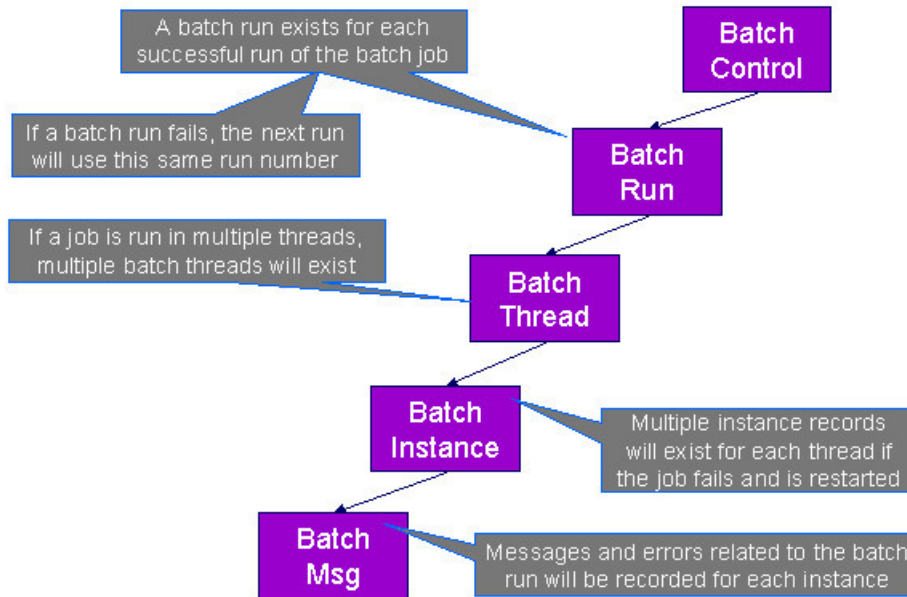 A batch run exists for each
successful run of the batch job
Batch
Control
If a batch run fails, the next run
will use this same run number
Batch
Run
If a job is run in multiple threads,
multiple batch threads will exist
Batch
Thread
Batch
Instance
Multiple instance records
will exist for each thread if
the job fails and is restarted
Batch
Msg
Messages and errors related to the batch
run will be recorded for each instance